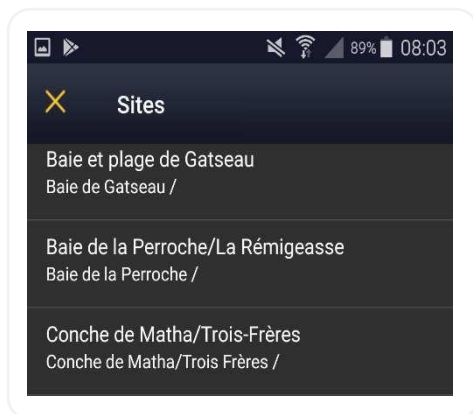 89% 08:03
Sites
Baie et plage de Gatseau
Baie de Gatseau /
Baie de la Perroche/La Rémigeasse
Baie de la Perroche /
Conche de Matha/Trois-Frères
Conche de Matha/Trois Frères /